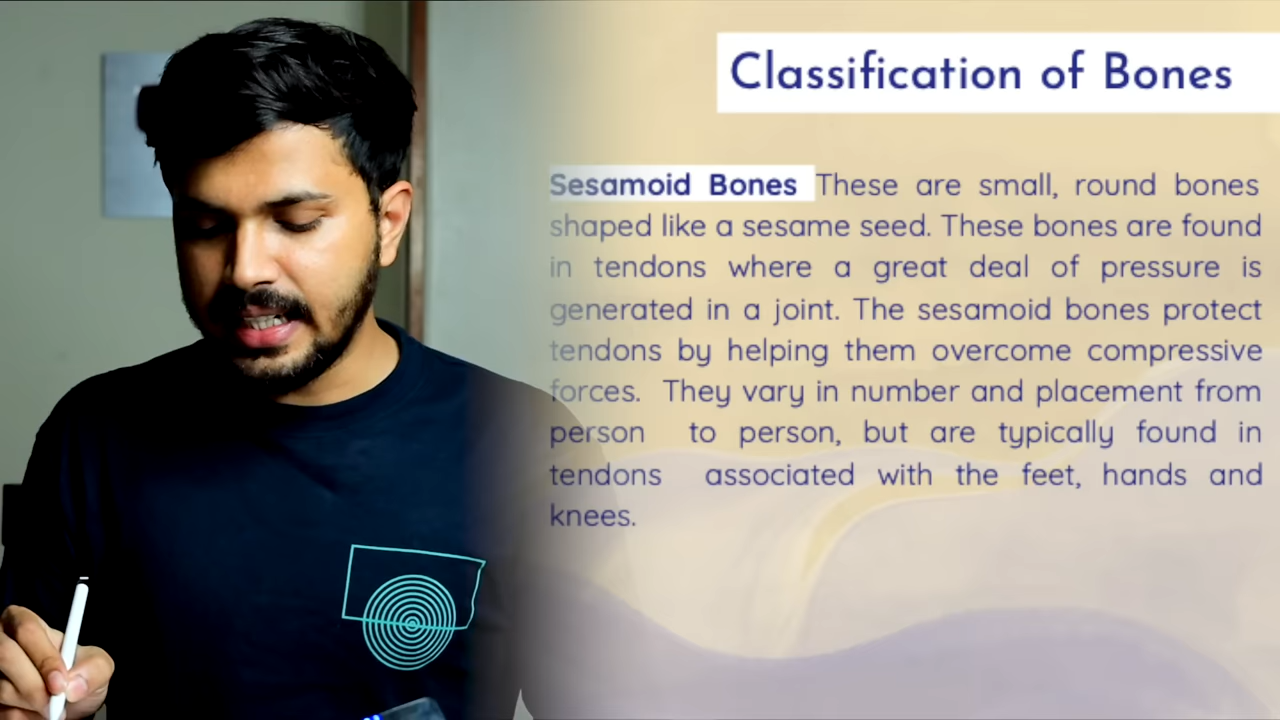 Classification of Bones
Sesamoid Bones These are small, round bones
shaped like a sesame seed. These bones are found
in tendons where a great deal of pressure is
generated in a joint. The sesamoid bones protect
tendons by helping them overcome compressive
forces. They vary in number and placement from
person to person, but are typically found in
tendons associated with the feet, hands and
knees.